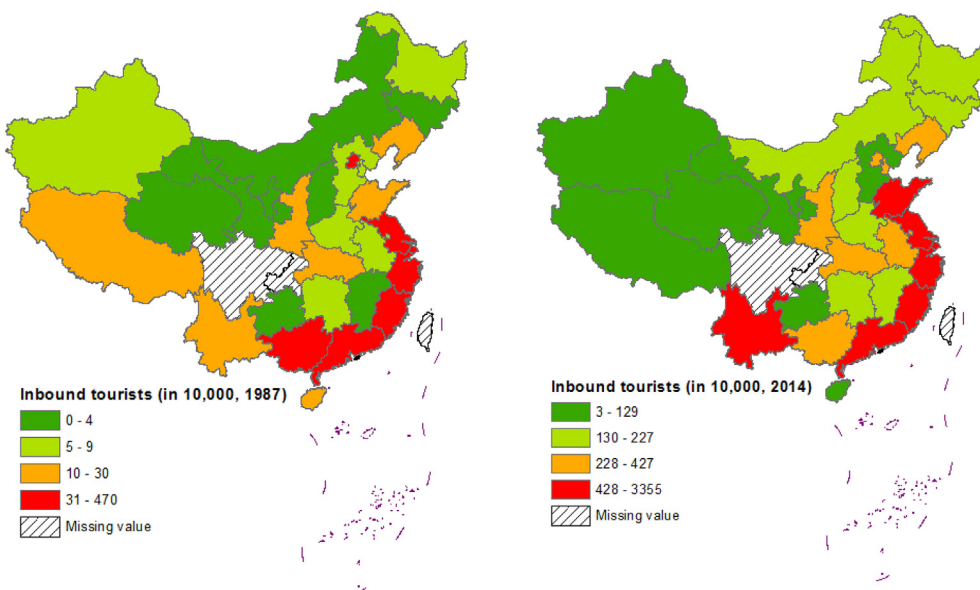 Inbound tourists (in 10,000, 1987)
0 - 4
5 - 9
10 - 30
31 - 470
Missing value
Inbound tourists (in 10,000, 2014)
3 - 129
130 - 227
228 - 427
428 - 3355
Missing value